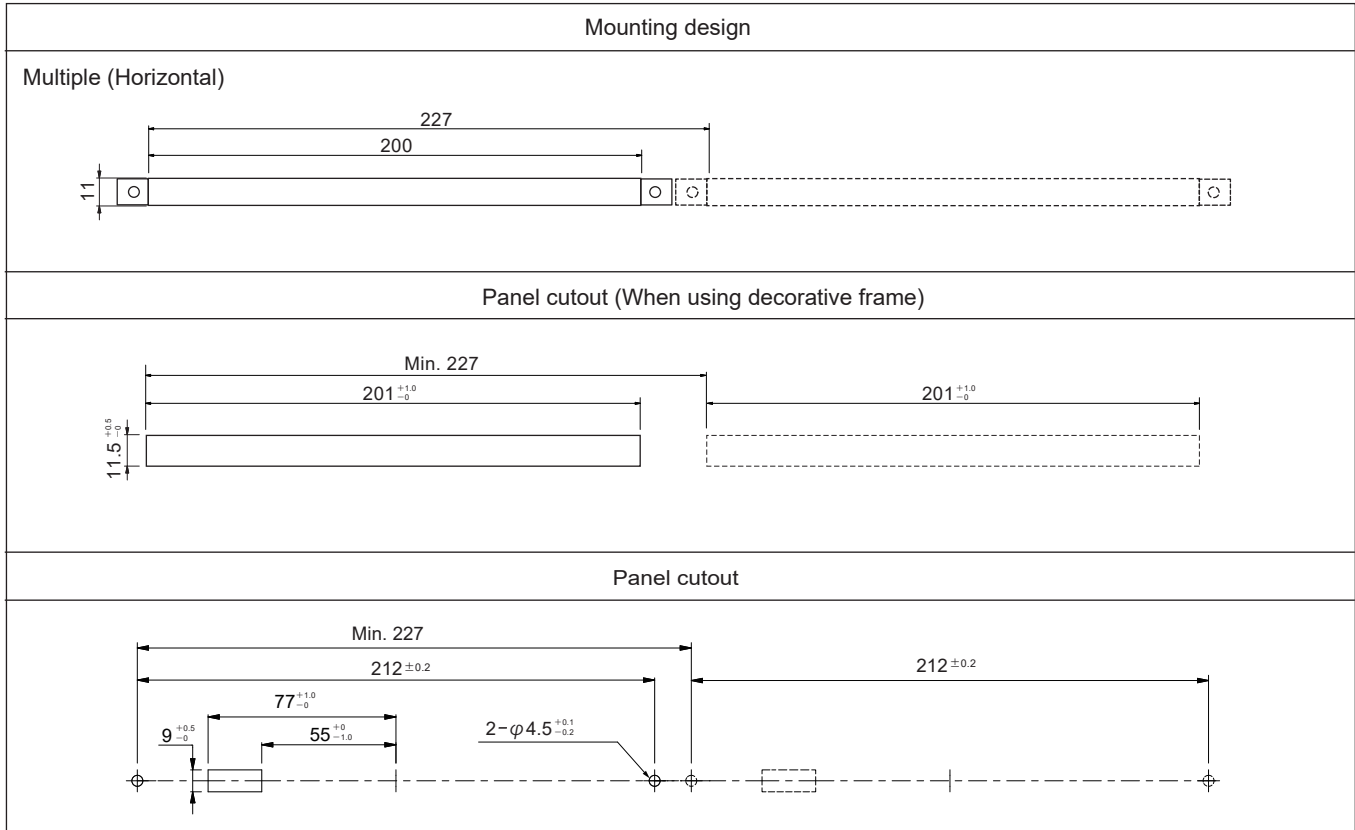 Mounting design
Multiple (Horizontal)
227
200
11
Panel cutout (When using decorative frame)
Min. 227
201 +1.0 -0
201 +1.0 -0
11.5 +0.5 -0
Panel cutout
Min. 227
212 ±0.2
212 ±0.2
77 +1.0 -0
9 +0.5 -0
55 +0 -1.0
2-φ4.5 +0.1 -0.2